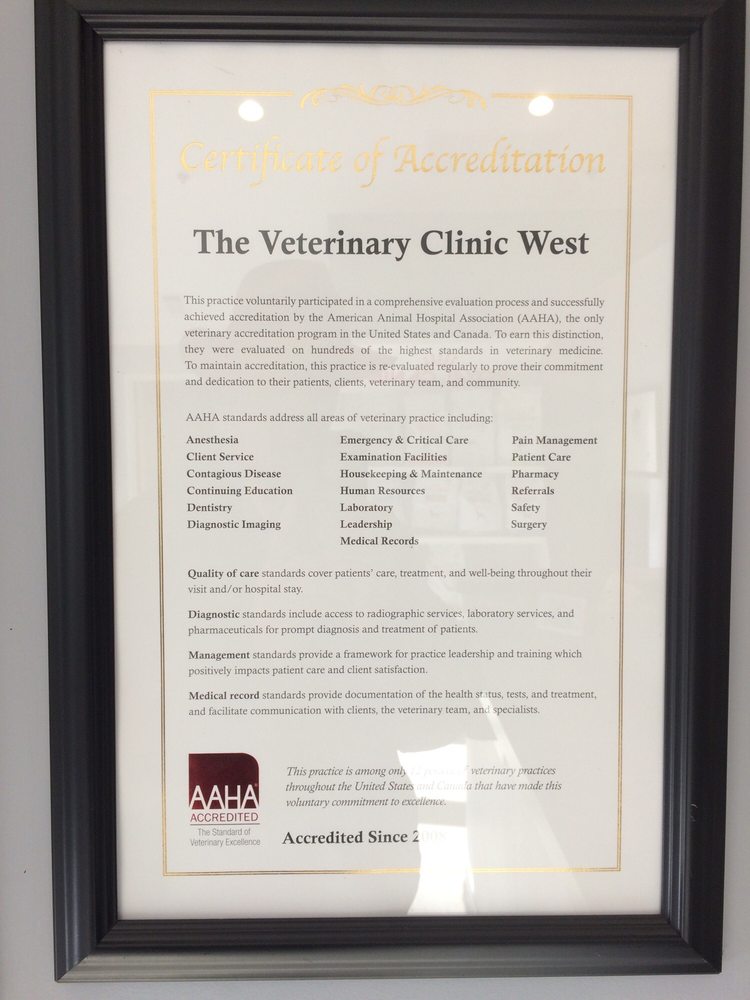 Certificate of Accreditation
The Veterinary Clinic West
This practice voluntarily participated in a comprehensive evaluation process and successfully
achieved accreditation by the American Animal Hospital Association (AAHA), the only
veterinary accreditation program in the United States and Canada. To earn this distinction,
they were evaluated on hundreds of the highest standards in veterinary medicine.
To maintain accreditation, this practice is re-evaluated regularly to prove their commitment
and dedication to their patients, clients, veterinary team, and community.
AAHA standards address all areas of veterinary practice including:
Anesthesia
Client Service
Contagious Disease
Continuing Education
Dentistry
Diagnostic Imaging
Emergency & Critical Care
Examination Facilities
Housekeeping & Maintenance
Human Resources
Laboratory
Leadership
Medical Records
Pain Management
Patient Care
Pharmacy
Referrals
Safety
Surgery
Quality of care standards cover patients' care, treatment, and well-being throughout their
visit and/or hospital stay.
Diagnostic standards include access to radiographic services, laboratory services, and
pharmaceuticals for prompt diagnosis and treatment of patients.
Management standards provide a framework for practice leadership and training which
positively impacts patient care and client satisfaction.
Medical record standards provide documentation of the health status, tests, and treatment,
and facilitate communication with clients, the veterinary team, and specialists.
AAHA
ACCREDITED
The Standard of
Veterinary Excellence
This practice is among only 12 percent of veterinary practices
throughout the United States and Canada that have made this
voluntary commitment to excellence.
Accredited Since